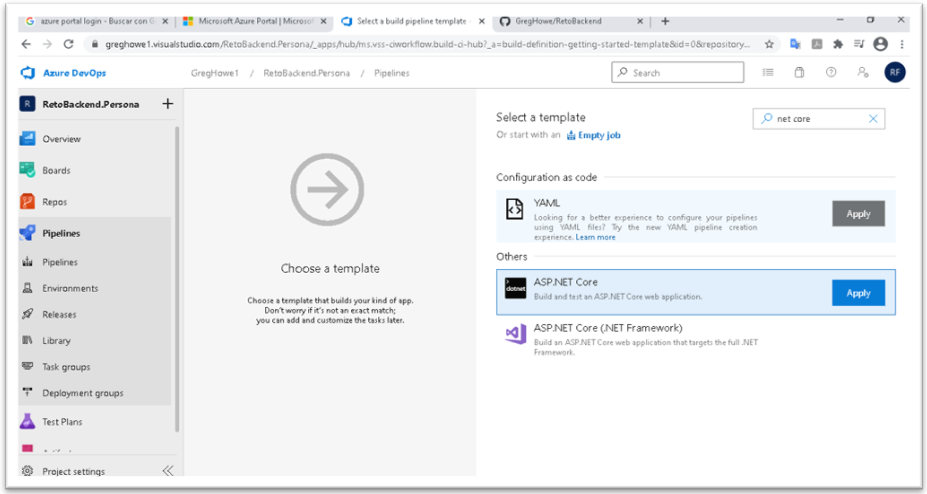 azure portal login - Buscar con G
Microsoft Azure Portal | Microsof
Select a build pipeline template -
GregHowe/RetoBackend
greghowe1.visualstudio.com/RetoBackend.Persona/_apps/hub/ms.vss-ciworkflow.build-ci-hub?_a=build-definition-getting-started-template&id=0&repository...
Azure DevOps
GregHowe1 / RetoBackend.Persona / Pipelines
Search
RF
R RetoBackend.Persona +
Overview
Boards
Repos
Pipelines
Pipelines
Environments
Releases
Library
Task groups
Deployment groups
Test Plans
Project settings
Choose a template
Choose a template that builds your kind of app.
Don't worry if it's not an exact match;
you can add and customize the tasks later.
Select a template
Or start with an Empty job
net core
Configuration as code
YAML
Looking for a better experience to configure your pipelines
using YAML files? Try the new YAML pipeline creation
experience. Learn more
Apply
Others
dotnet
ASP.NET Core
Build and test an ASP.NET Core web application.
Apply
ASP.NET Core (.NET Framework)
Build an ASP.NET Core web application that targets the full .NET
Framework.